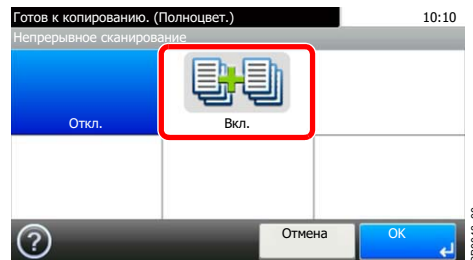 Готов к копированию. (Полноцвет.) 10:10
Непрерывное сканирование
Откл. Вкл.
Отмена OK